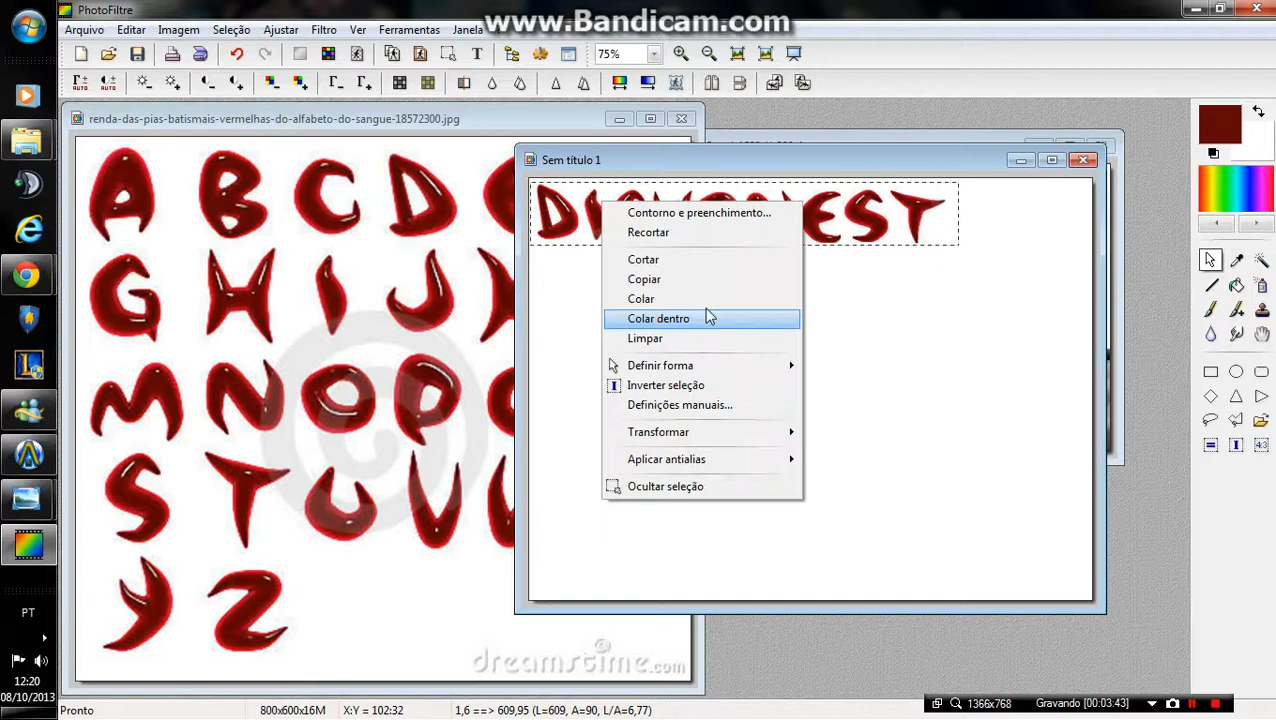 PhotoFiltre
www.Bandicam.com
Arquivo Editar Imagem Seleção Ajustar Filtro Ver Ferramentas Janela
75%
renda-das-pias-batismais-vermelhas-do-alfabeto-do-sangue-18572300.jpg
Sem título 1
A B C D
G H I J
M N O P
S T U V
Y Z
dreamstime.com
Contorno e preenchimento...
Recortar
Cortar
Copiar
Colar
Colar dentro
Limpar
Definir forma
Inverter seleção
Definições manuais...
Transformar
Aplicar antialias
Ocultar seleção
PT
12:20
08/10/2013
Pronto
800x600x16M
X:Y = 102:32
1,6 ==> 609,95 (L=609, A=90, L/A=6,77)
1366x768
Gravando [00:03:43]